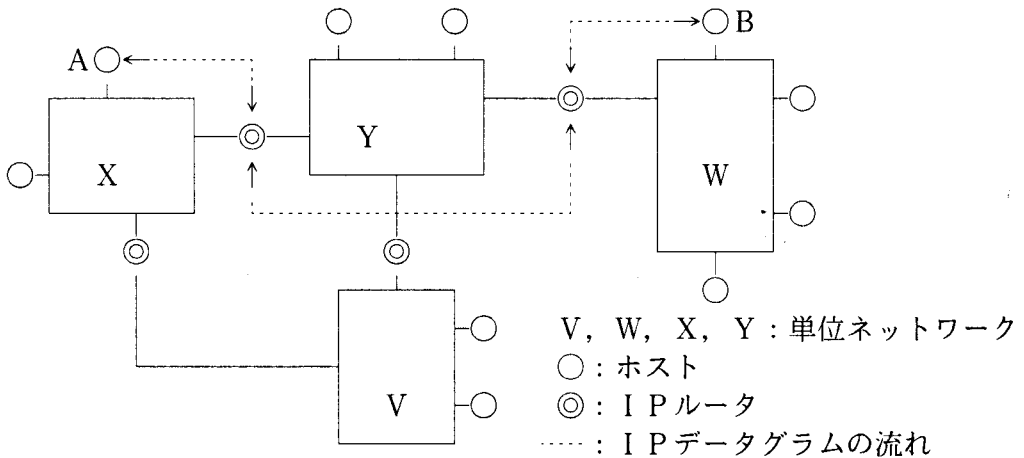 A
B
X
Y
W
V
V, W, X, Y：単位ネットワーク
○：ホスト
◎：ＩＰルータ
‥‥‥：ＩＰデータグラムの流れ